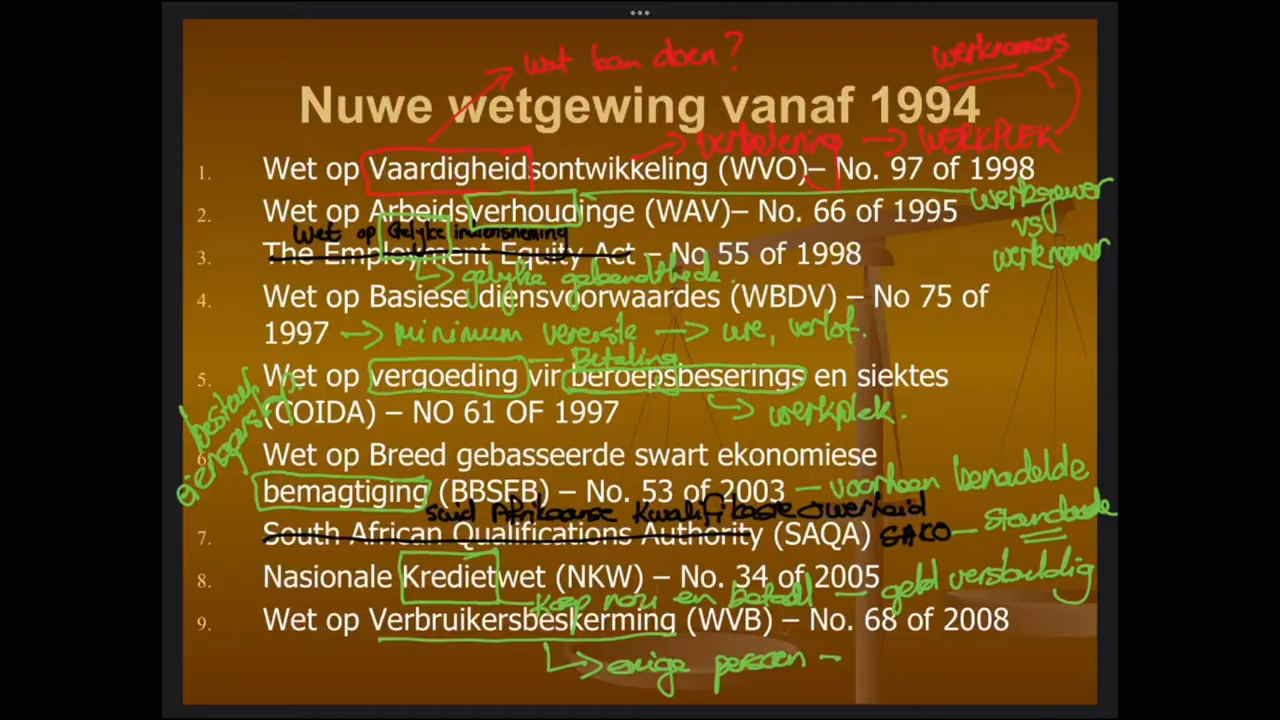 wat kan doen?
werknemers
Nuwe wetgewing vanaf 1994
verbetering → WERKPLEK
1. Wet op Vaardigheidsontwikkeling (WVO)– No. 97 of 1998
2. Wet op Arbeidsverhoudinge (WAV)– No. 66 of 1995
werksgewer
vs
werknemer
Wet op Gelyke indiensneming
3. The Employment Equity Act – No 55 of 1998
gelyke geleenthede.
4. Wet op Basiese diensvoorwaardes (WBDV) – No 75 of
1997 → minimum vereiste → ure, verlof.
Betaling
5. Wet op vergoeding vir beroepsbeserings en siektes
(COIDA) – NO 61 OF 1997
werkplek.
bestuur
eienaarskap
6. Wet op Breed gebasseerde swart ekonomiese
bemagtiging (BBSEB) – No. 53 of 2003 – voorheen benadeelde
Suid Afrikaanse Kwalifikasie Owerheid
7. South African Qualifications Authority (SAQA) SAKO – standaarde
8. Nasionale Kredietwet (NKW) – No. 34 of 2005
koop nou en betaal – geld verskuldig
9. Wet op Verbruikersbeskerming (WVB) – No. 68 of 2008
enige persoon –